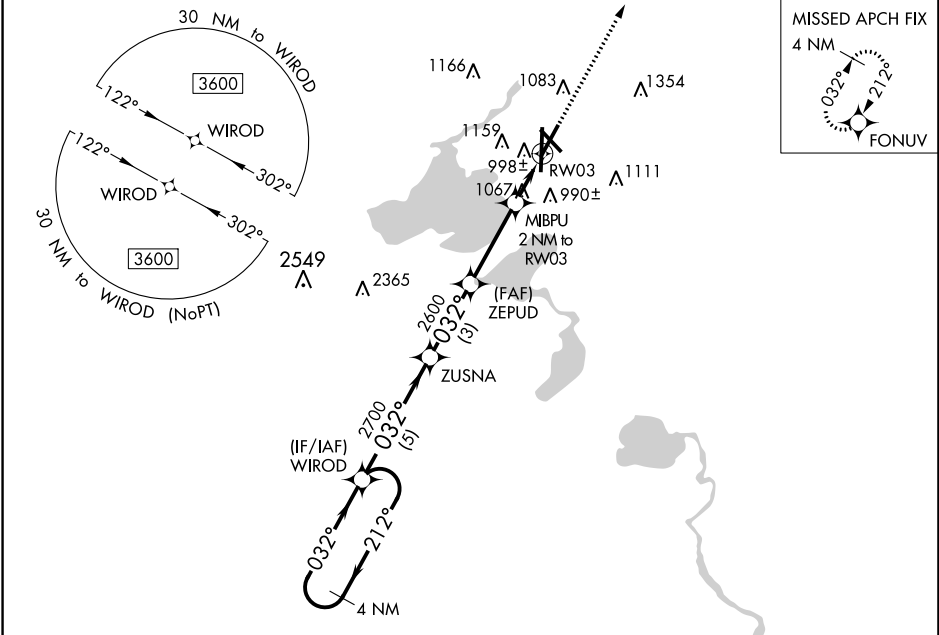 30 NM to WIROD
3600
122°
WIROD
302°
122°
WIROD
302°
3600
30 NM to WIROD (NoPT)
MISSED APCH FIX
4 NM
032°
212°
FONUV
1166
1083
1354
1159
998±
RW03
1111
1067
990±
MIBPU
2 NM to
RW03
2549
2365
(FAF)
ZEPUD
2600
032°
(3)
ZUSNA
2700
032°
(5)
(IF/IAF)
WIROD
032°
212°
4 NM